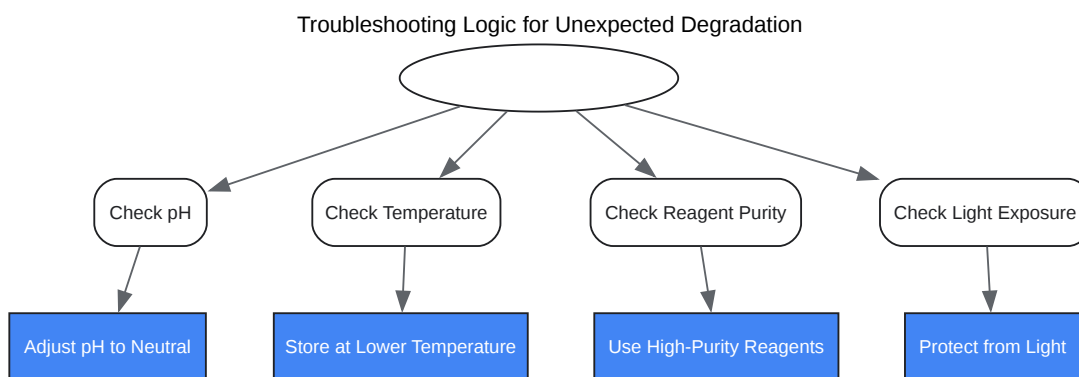 Troubleshooting Logic for Unexpected Degradation
Check pH
Check Temperature
Check Reagent Purity
Check Light Exposure
Adjust pH to Neutral
Store at Lower Temperature
Use High-Purity Reagents
Protect from Light